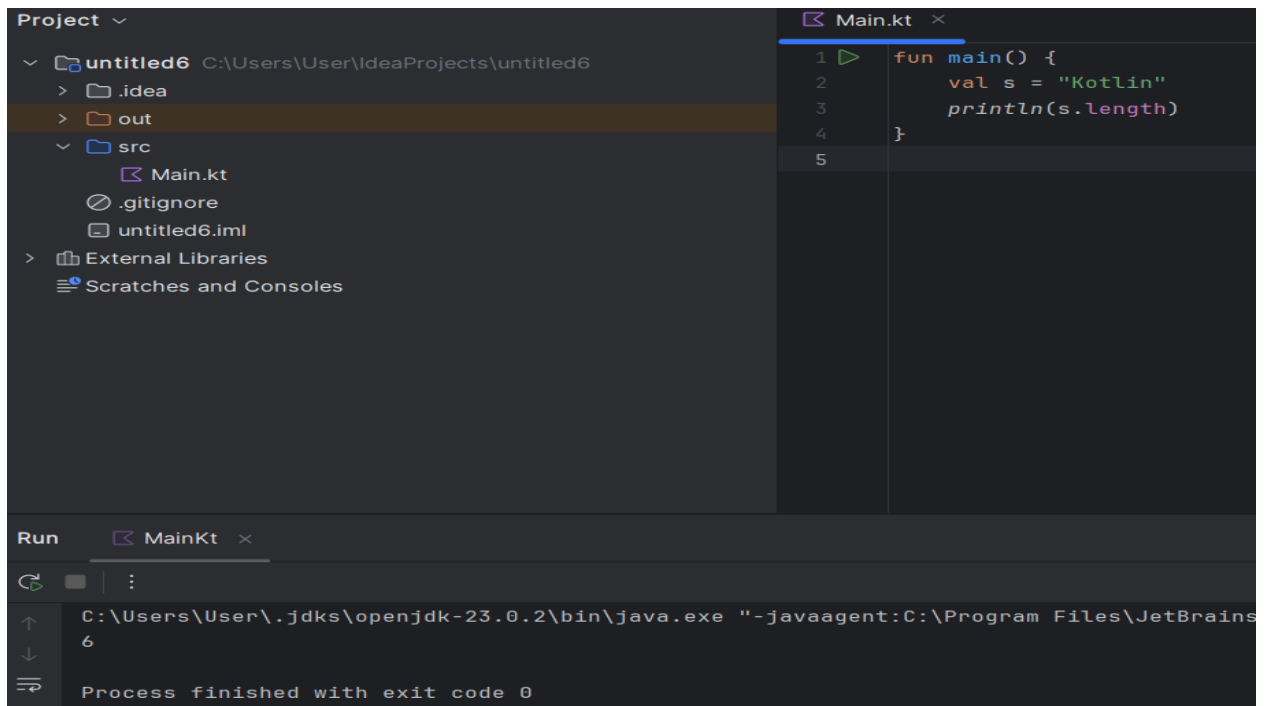 Project
untitled6 C:\Users\User\IdeaProjects\untitled6
.idea
out
src
Main.kt
.gitignore
untitled6.iml
External Libraries
Scratches and Consoles
Main.kt
1 fun main() {
2 val s = "Kotlin"
3 println(s.length)
4 }
5
Run MainKt
C:\Users\User\.jdks\openjdk-23.0.2\bin\java.exe "-javaagent:C:\Program Files\JetBrains
6
Process finished with exit code 0